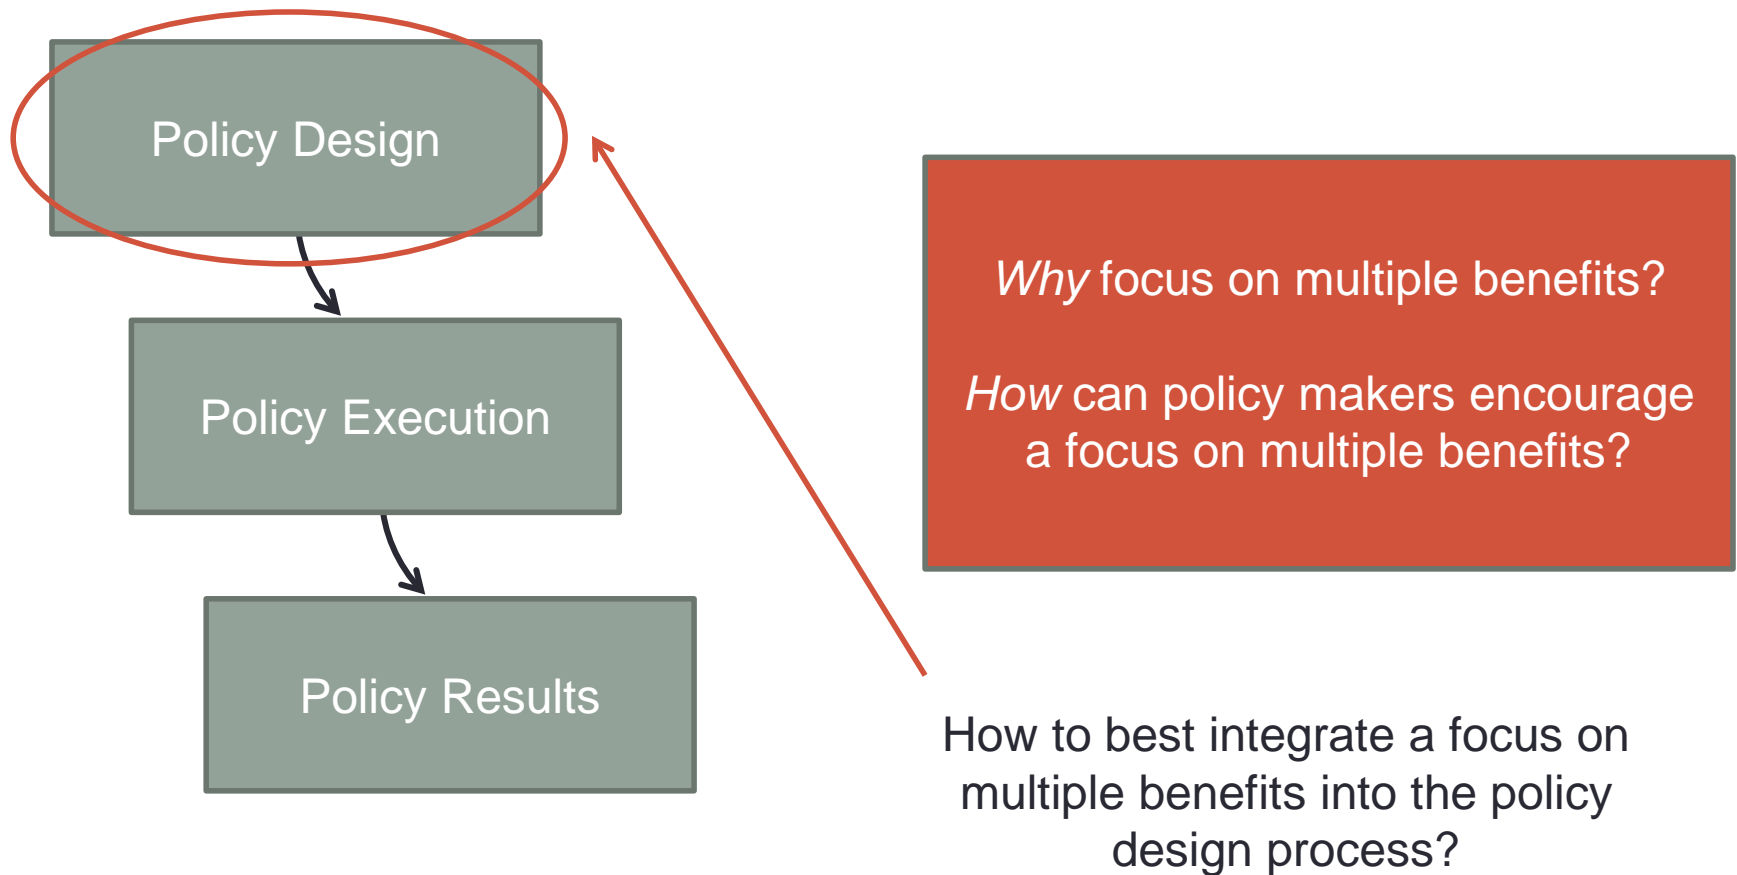 Policy Design
Policy Execution
Policy Results
Why focus on multiple benefits?
How can policy makers encourage
a focus on multiple benefits?
How to best integrate a focus on
multiple benefits into the policy
design process?